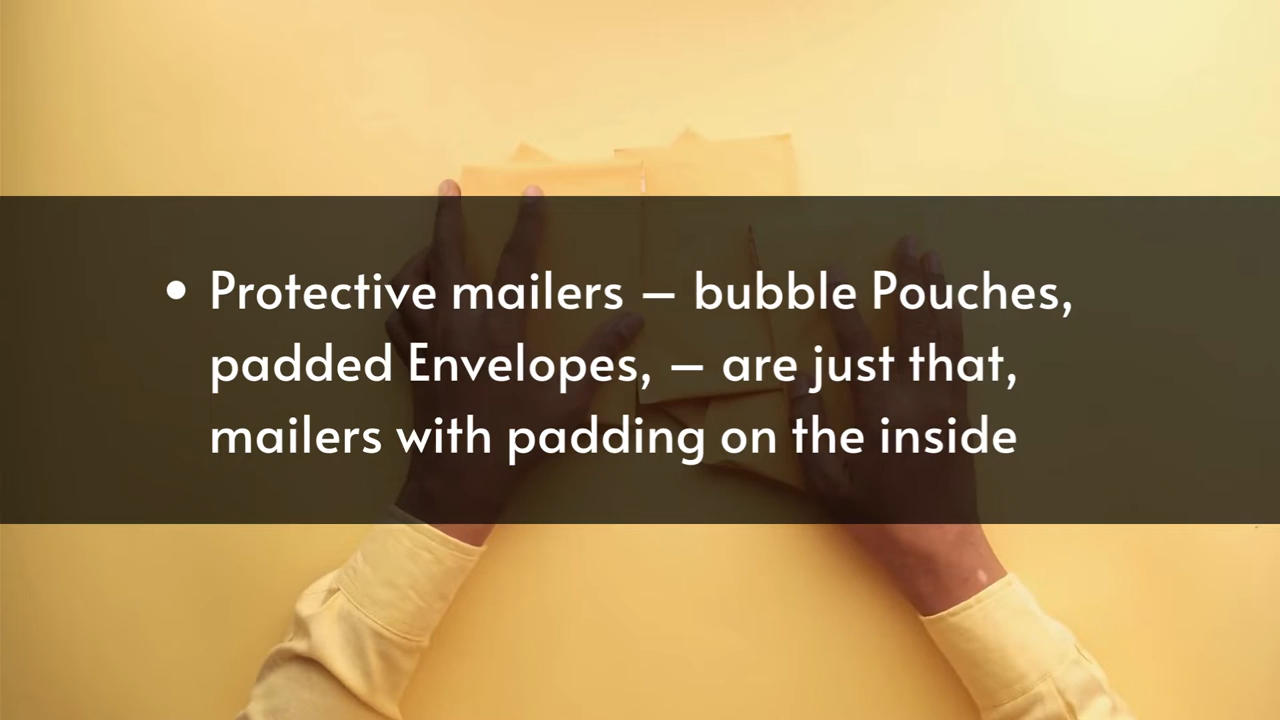 • Protective mailers – bubble Pouches,
padded Envelopes, – are just that,
mailers with padding on the inside